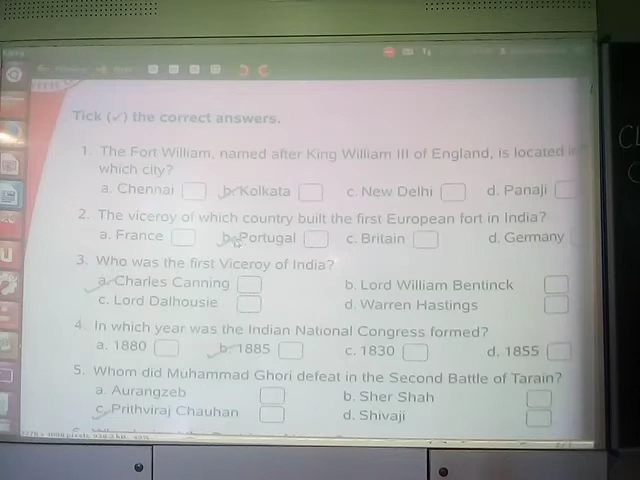 Tick (✓) the correct answers.
1. The Fort William, named after King William III of England, is located in
which city?
a. Chennai b. Kolkata c. New Delhi d. Panaji
2. The viceroy of which country built the first European fort in India?
a. France b. Portugal c. Britain d. Germany
3. Who was the first Viceroy of India?
a. Charles Canning b. Lord William Bentinck
c. Lord Dalhousie d. Warren Hastings
4. In which year was the Indian National Congress formed?
a. 1880 b. 1885 c. 1830 d. 1855
5. Whom did Muhammad Ghori defeat in the Second Battle of Tarain?
a. Aurangzeb b. Sher Shah
c. Prithviraj Chauhan d. Shivaji